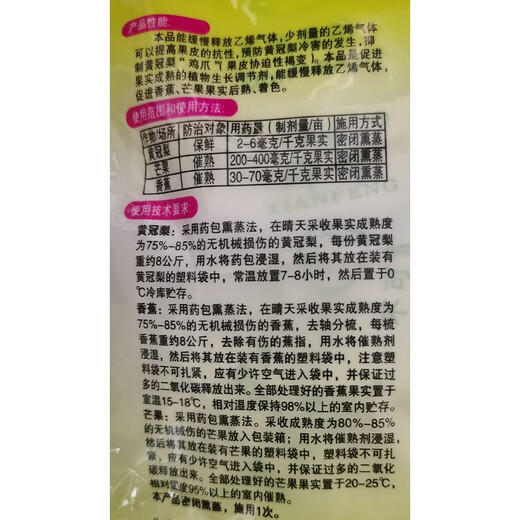 产品性能:
本品能缓慢释放乙烯气体，少剂量的乙烯气体
可以提高果皮的抗性，预防黄冠梨冷害的发生，抑
制黄冠梨“鸡爪”（果皮协迫性褐变）。本品是促进
果实成熟的植物生长调节剂，能缓慢释放乙烯气体，
促进香蕉、芒果果实后熟、着色。
使用范围和使用方法:
作物/场所 防治对象 用药量（制剂量/亩） 施用方式
黄冠梨 保鲜 2-6毫克/千克果实 密闭熏蒸
芒果 催熟 200-400毫克/千克果实 密闭熏蒸
香蕉 催熟 30-70毫克/千克果实 密闭熏蒸
XIANFENG
使用技术要求:
黄冠梨：采用药包熏蒸法，在晴天采收果实成熟度
为75%-85%的无机械损伤的黄冠梨，每份黄冠梨
重约8公斤，用水将药包浸湿，然后将其放在装有
黄冠梨的塑料袋中，常温放置7-8小时，然后置于0
℃冷库贮存。
香蕉：采用药包熏蒸法，在晴天采收果实成熟度为
75%-85%的无机械损伤的香蕉，去轴分梳，每梳
香蕉重约8公斤，去除有伤的蕉指，用水将催熟剂
浸湿，然后将其放在装有香蕉的塑料袋中，注意塑
料袋不可扎紧，应有少许空气进入袋中，并保证过
多的二氧化碳释放出来。全部处理好的香蕉果实置于
室温15-18℃，相对湿度保持98%以上的室内贮存。
芒果：采用药包熏蒸法。采收成熟度为80%-85%
的无机械伤的芒果放入包装箱；用水将催熟剂浸湿，
然后将其放在装有芒果的塑料袋中，塑料袋不可扎
紧，应有少许空气进入袋中，并保证过多的二氧化
碳释放出来。全部处理好的芒果果实置于20-25℃，
相对湿度95%以上的室内催熟。
本产品密闭熏蒸，施用1次。